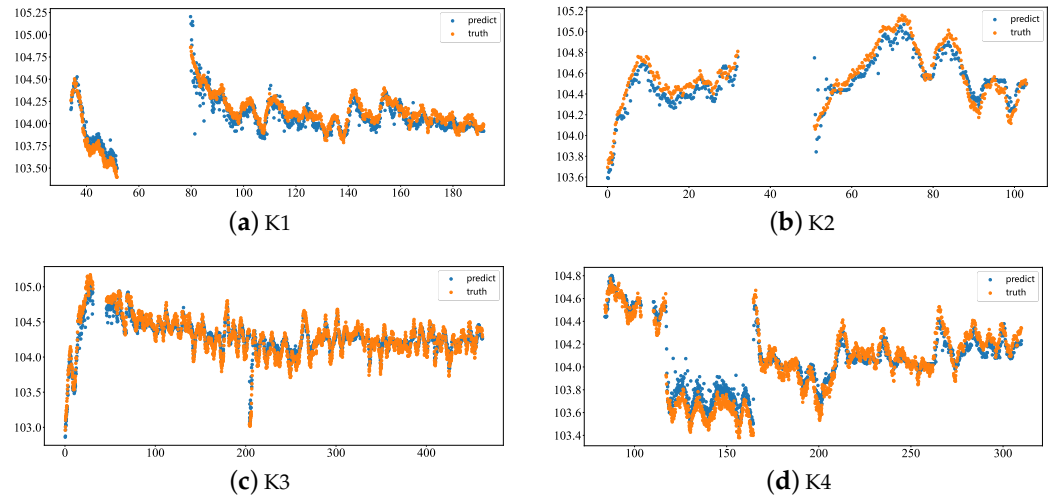 105.25
105.00
104.75
104.50
104.25
104.00
103.75
103.50
predict
truth
40 60 80 100 120 140 160 180
(a) K1
105.2
105.0
104.8
104.6
104.4
104.2
104.0
103.8
103.6
predict
truth
0 20 40 60 80 100
(b) K2
105.0
104.5
104.0
103.5
103.0
predict
truth
0 100 200 300 400
(c) K3
104.8
104.6
104.4
104.2
104.0
103.8
103.6
103.4
predict
truth
100 150 200 250 300
(d) K4